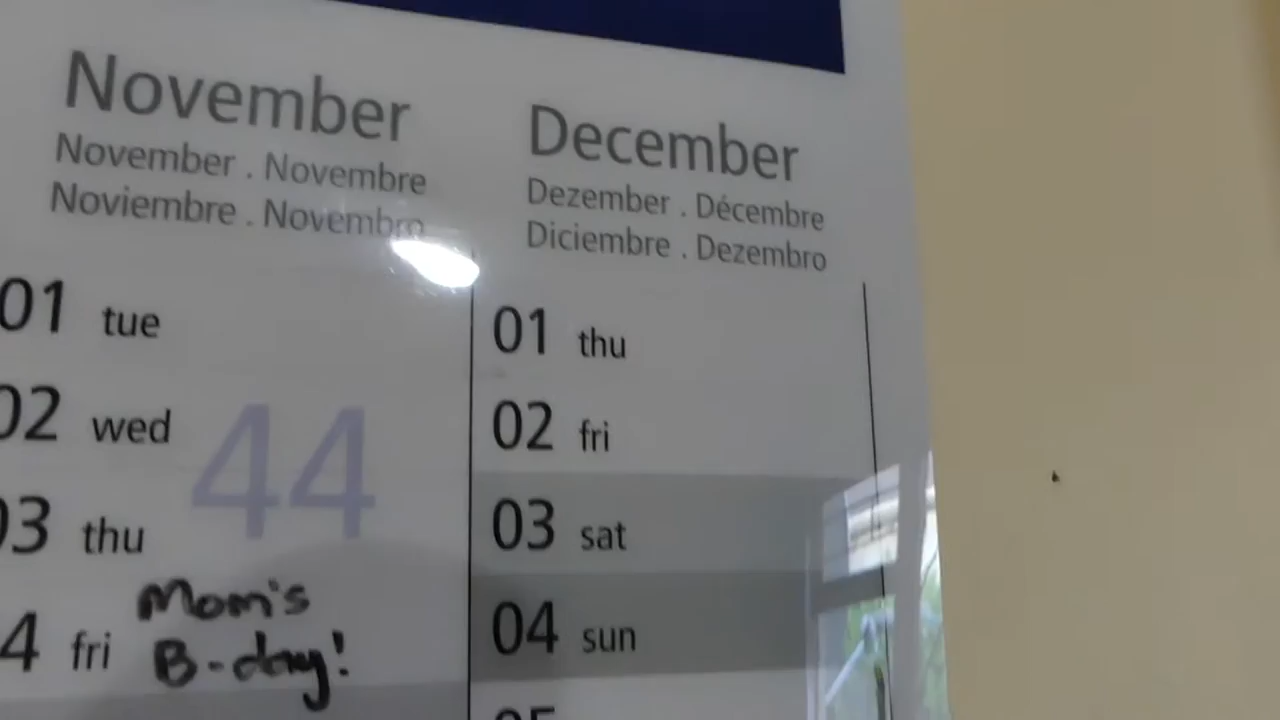 November
November . Novembre
Noviembre . Novembro
01 tue
02 wed
44
03 thu
4 fri
Mom's
B-day!
December
Dezember . Décembre
Diciembre . Dezembro
01 thu
02 fri
03 sat
04 sun
05